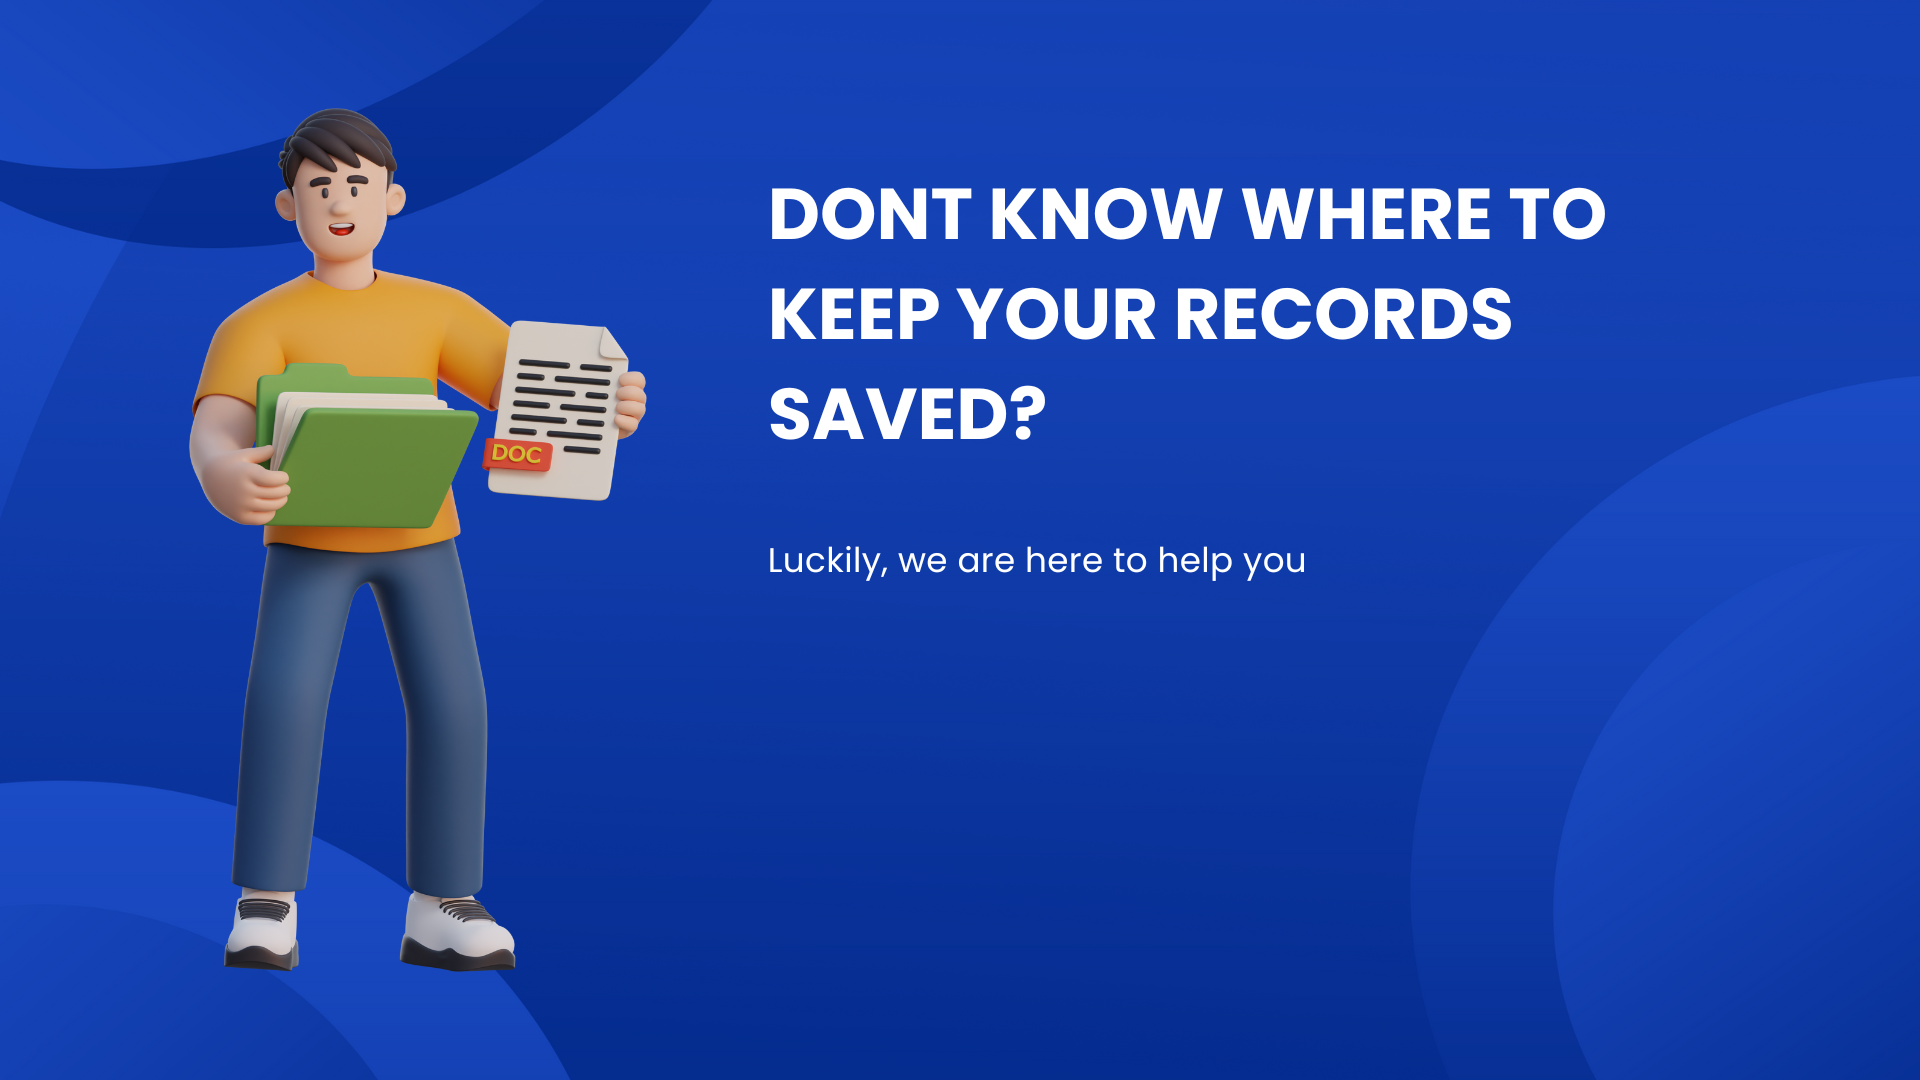 DONT KNOW WHERE TO
KEEP YOUR RECORDS
SAVED?
Luckily, we are here to help you
DOC